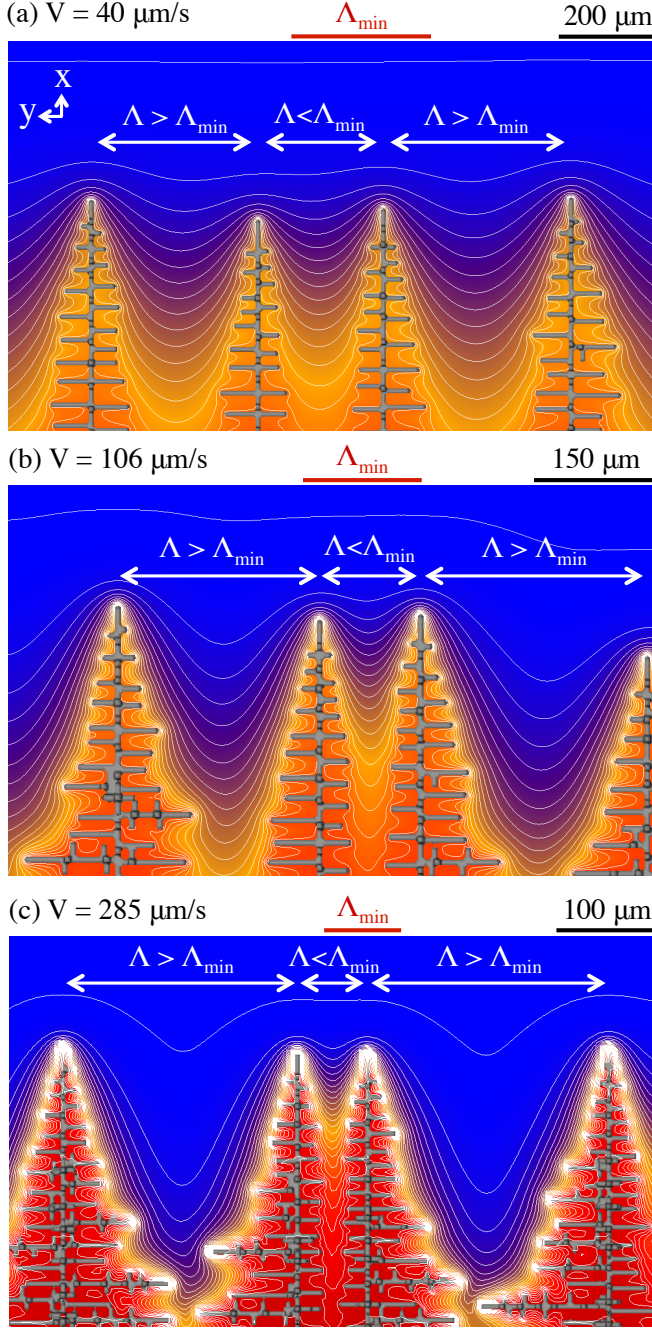 (a) V = 40 μm/s Λmin 200 μm
x
y
Λ > Λmin Λ<Λmin Λ > Λmin
(b) V = 106 μm/s Λmin 150 μm
Λ > Λmin Λ<Λmin Λ > Λmin
(c) V = 285 μm/s Λmin 100 μm
Λ > Λmin Λ<Λmin Λ > Λmin